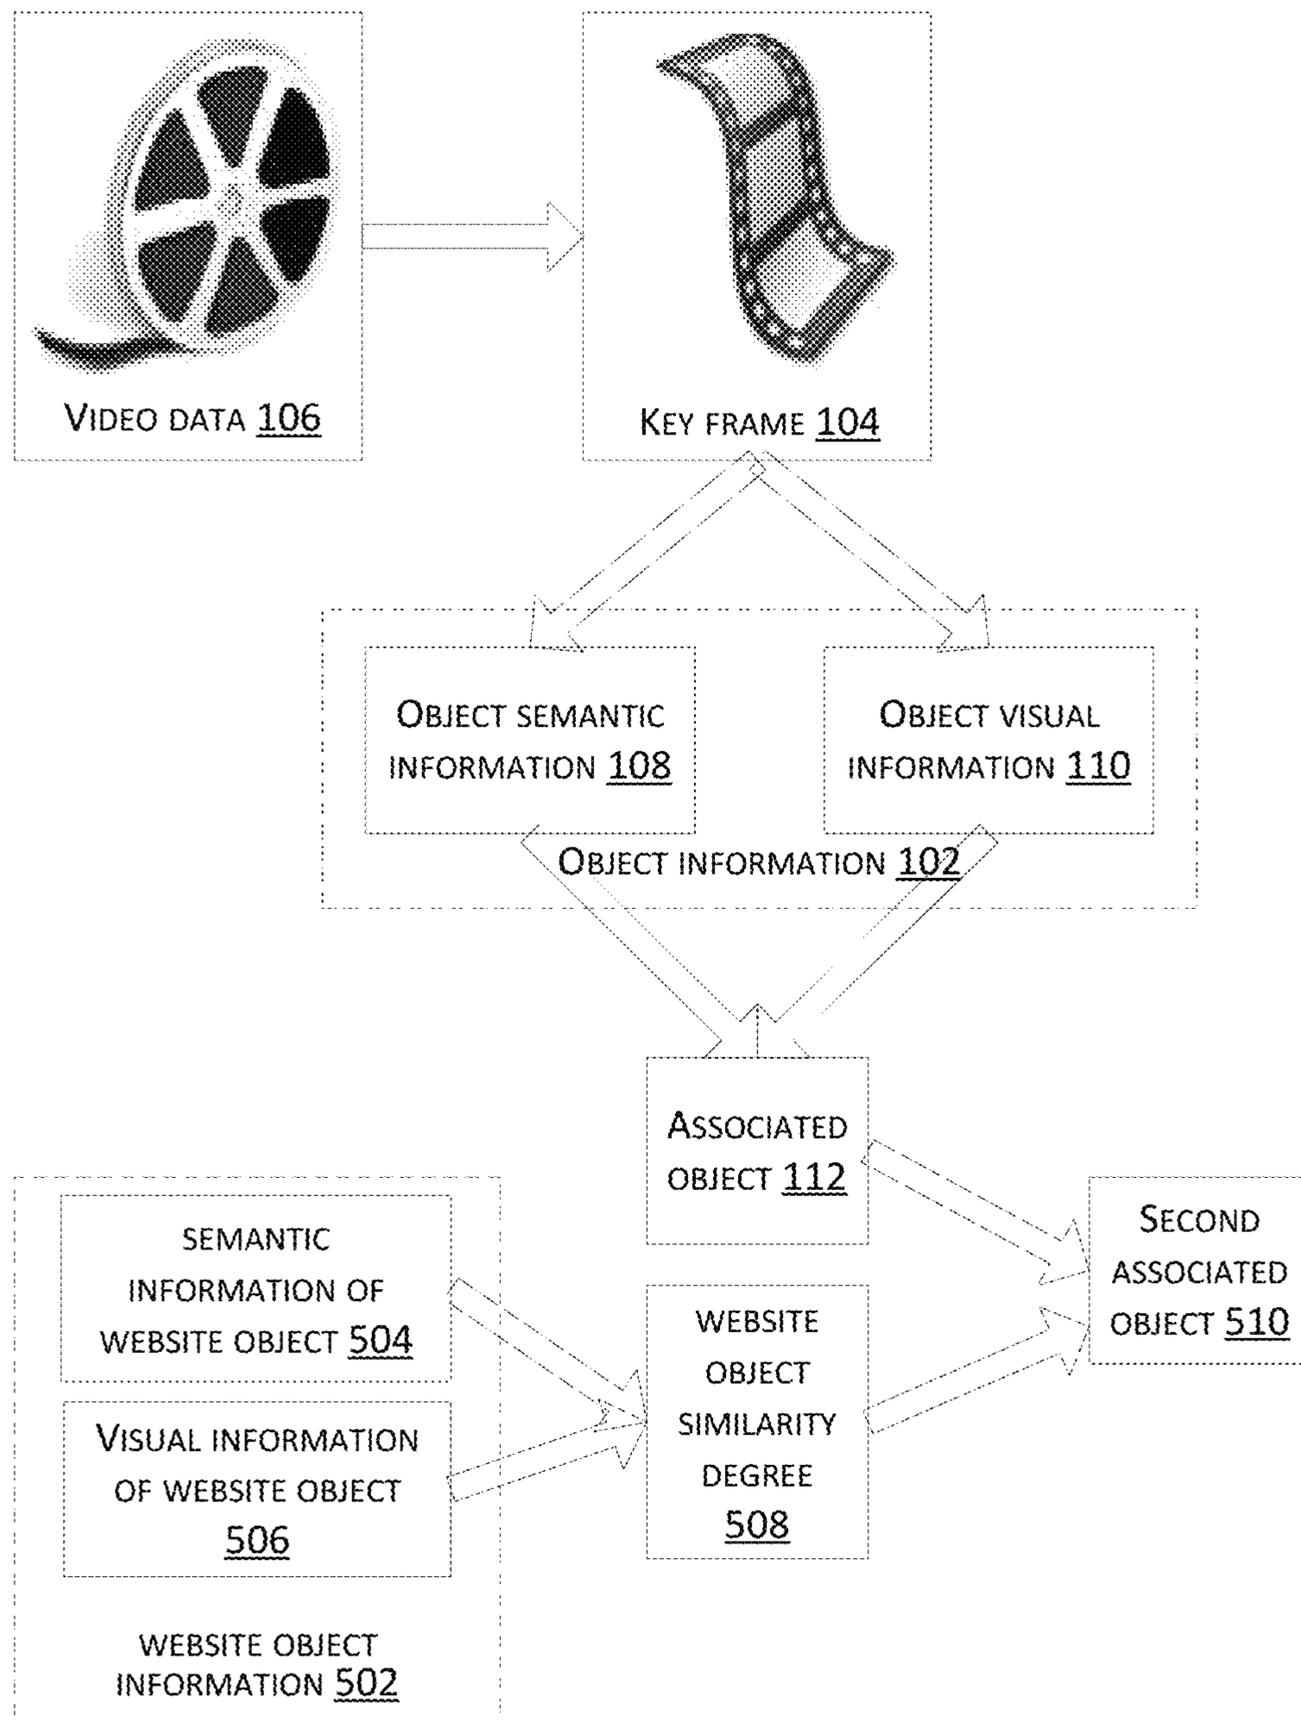 VIDEO DATA 106
KEY FRAME 104
OBJECT SEMANTIC
INFORMATION 108
OBJECT VISUAL
INFORMATION 110
OBJECT INFORMATION 102
ASSOCIATED
OBJECT 112
SEMANTIC
INFORMATION OF
WEBSITE OBJECT 504
VISUAL INFORMATION
OF WEBSITE OBJECT
506
WEBSITE OBJECT
INFORMATION 502
WEBSITE
OBJECT
SIMILARITY
DEGREE
508
SECOND
ASSOCIATED
OBJECT 510